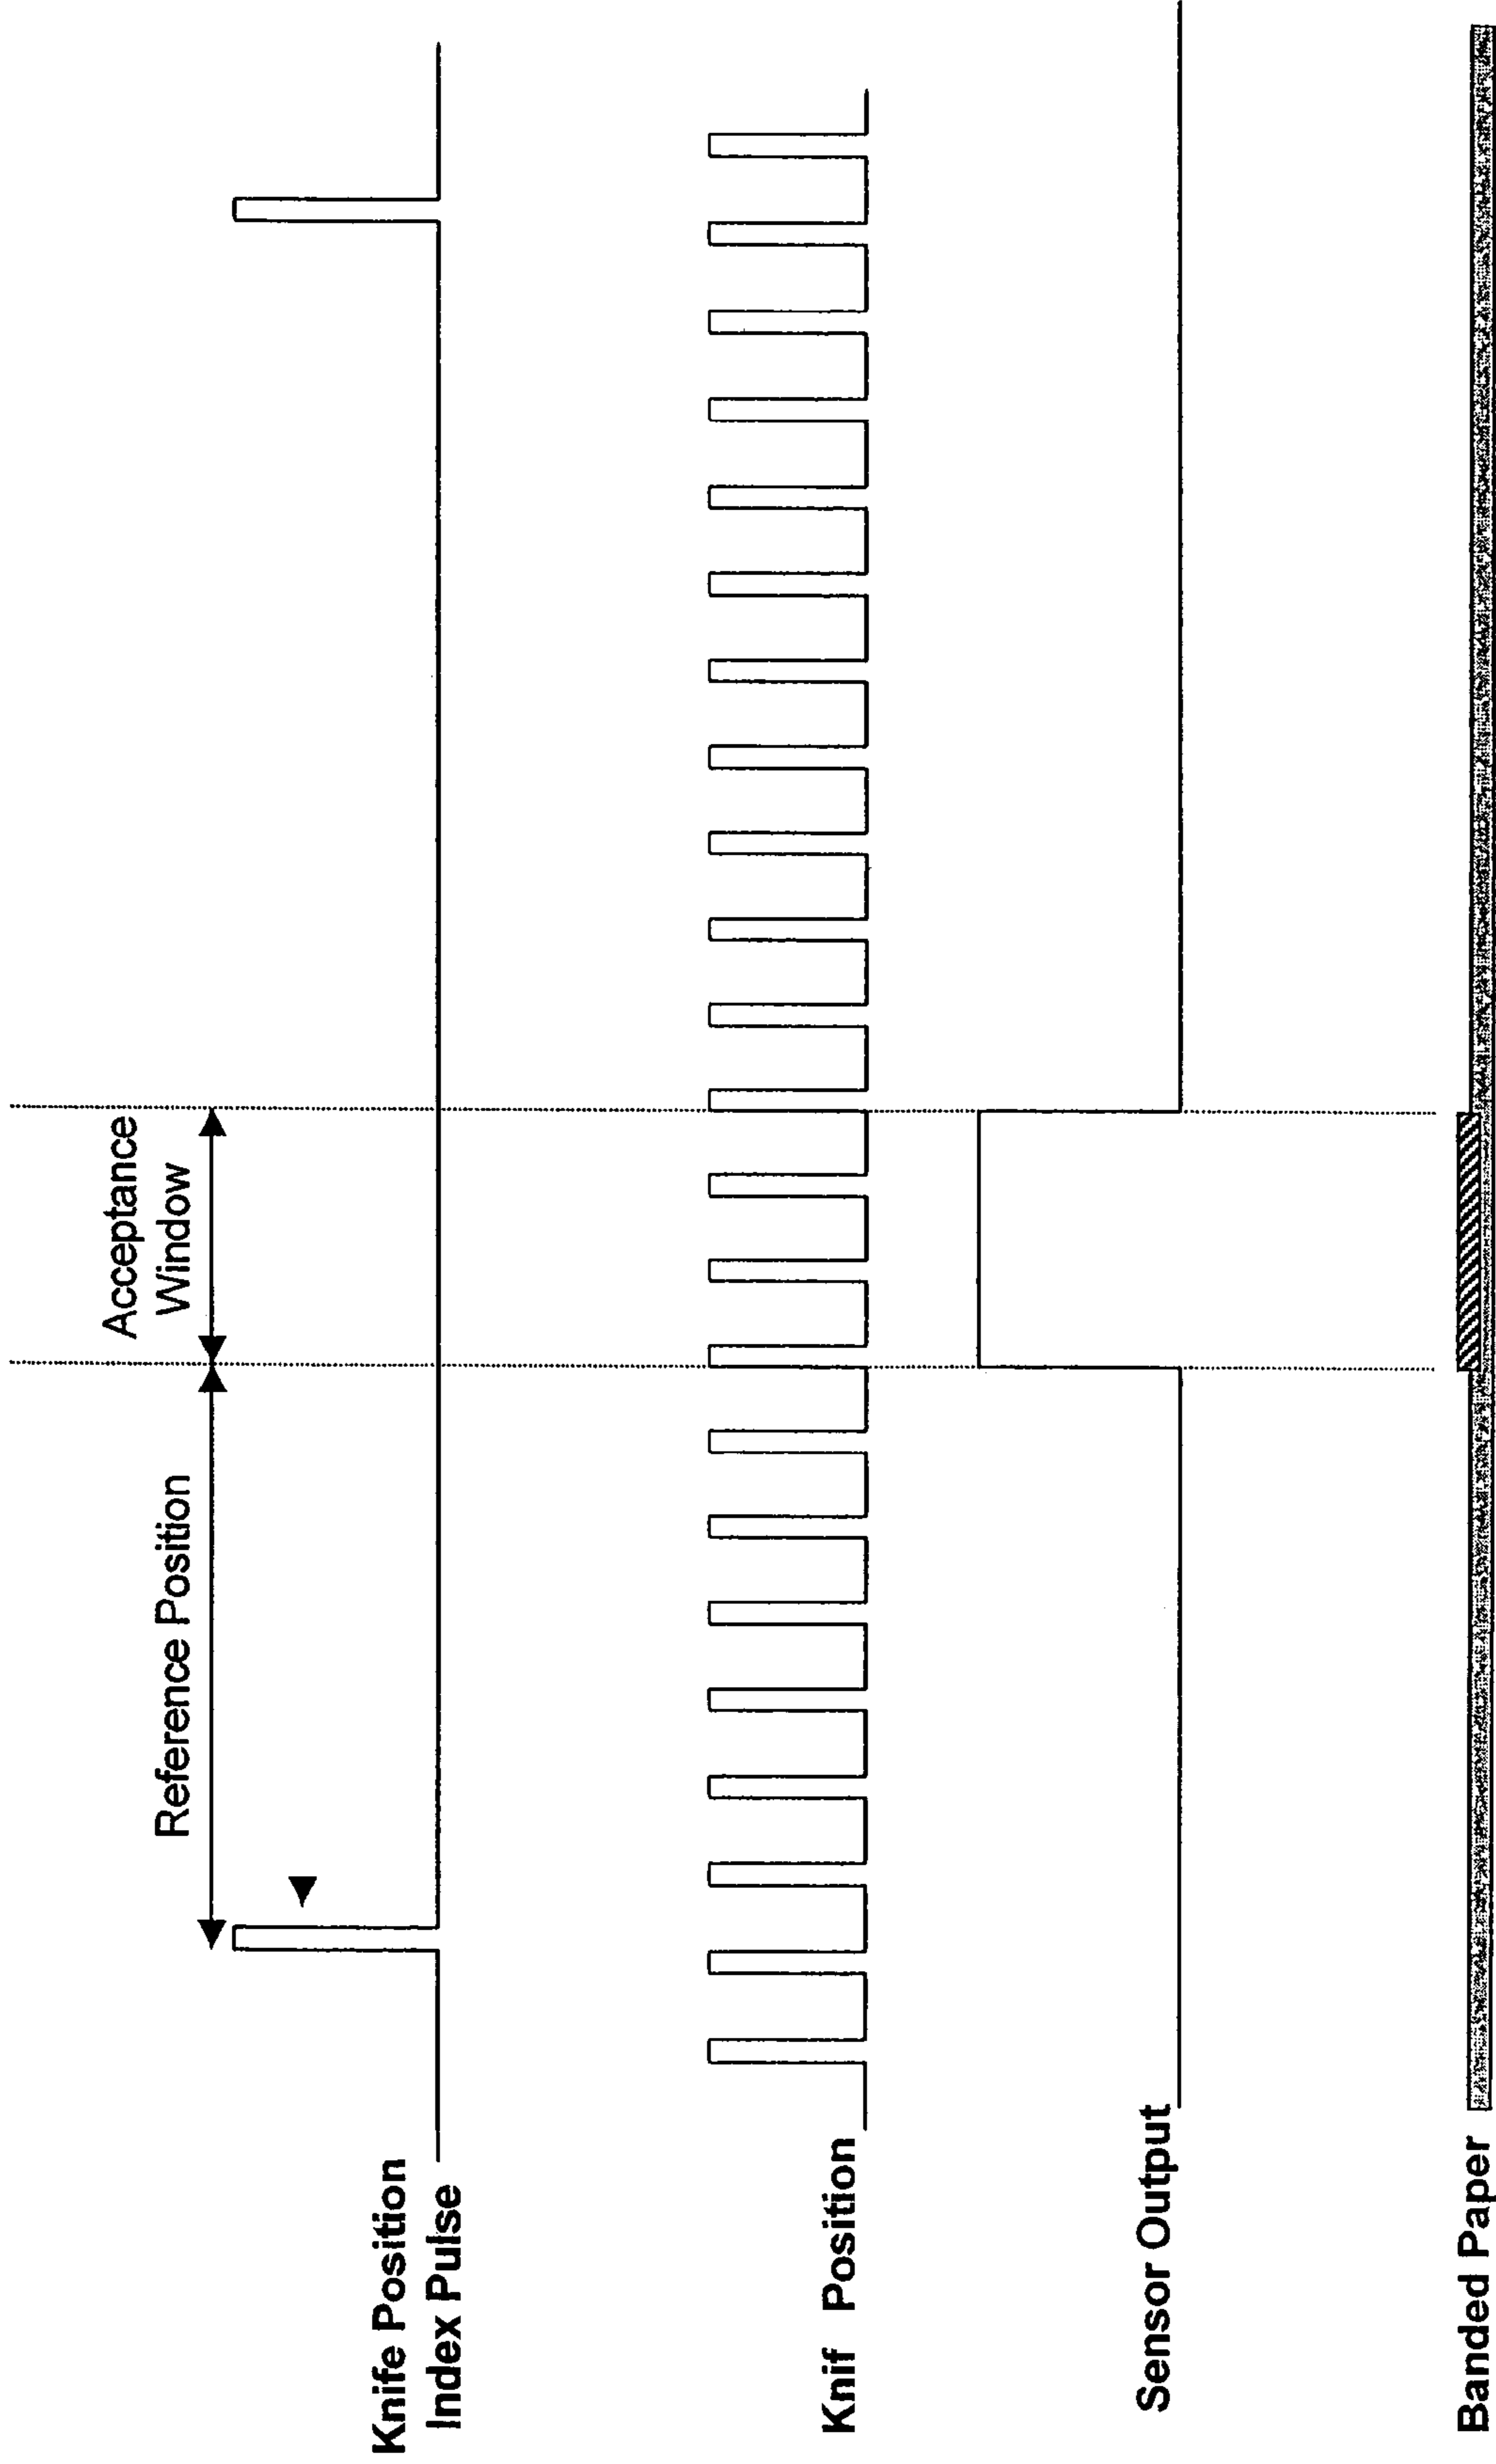 Reference Position
Acceptance
Window
Knife Position
Index Pulse
Knif Position
Sensor Output
Banded Paper